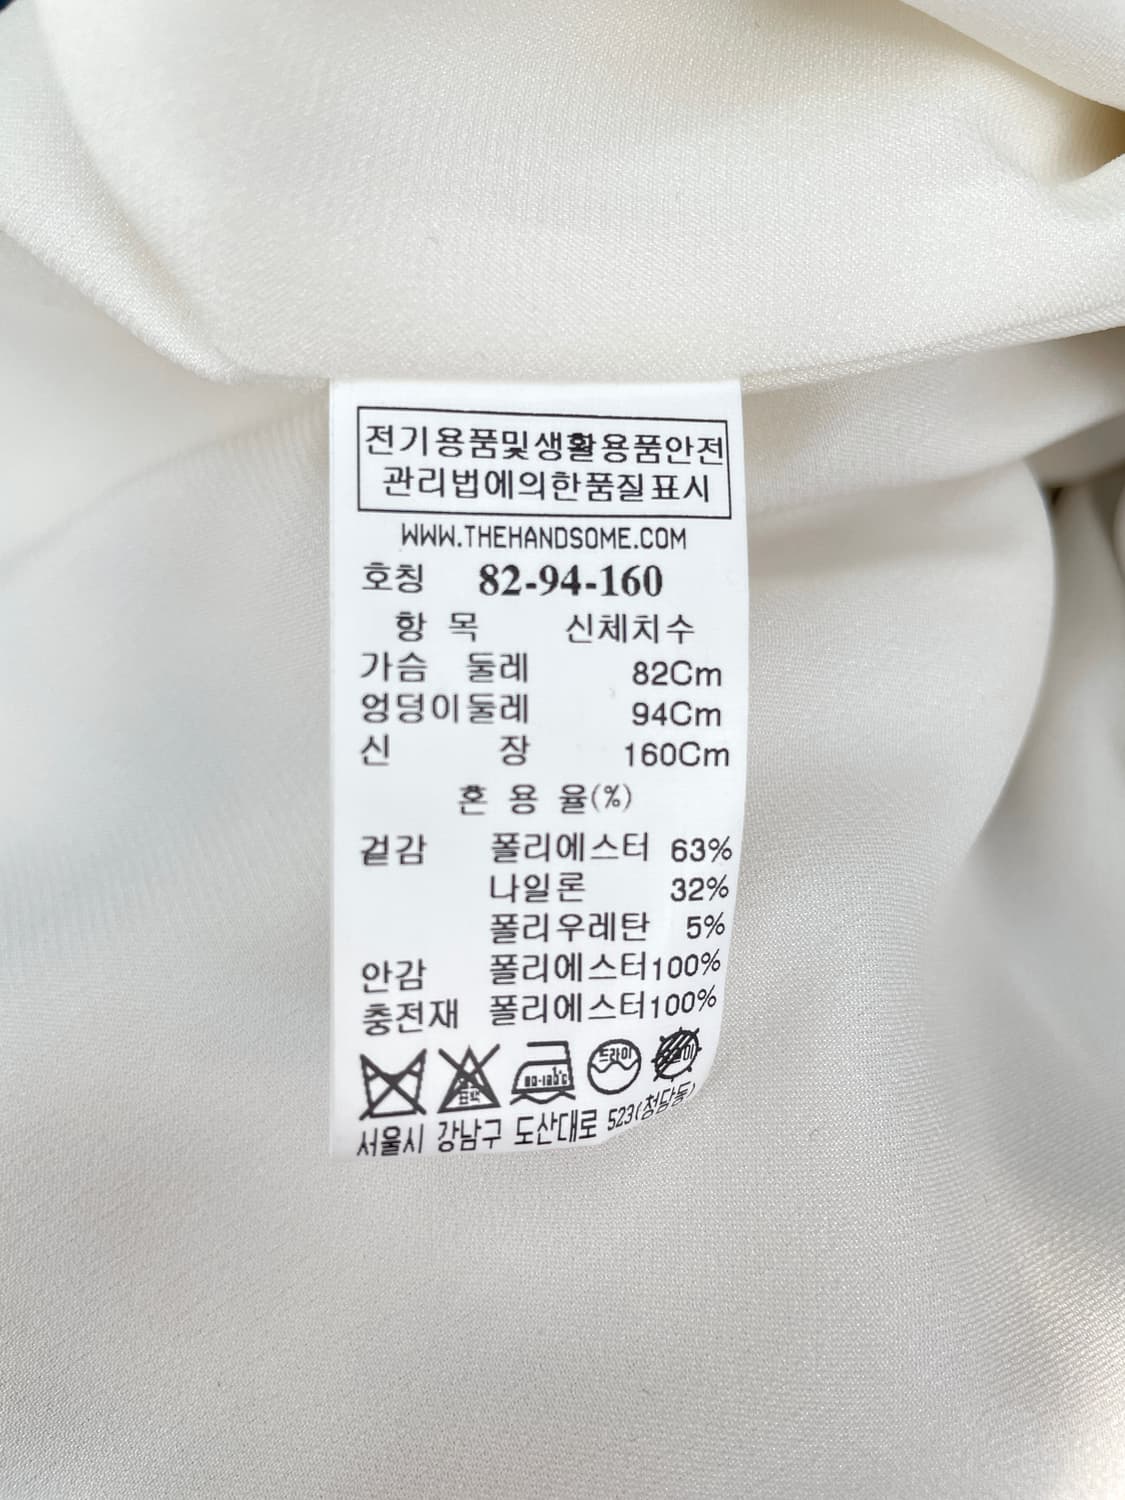 전기용품및생활용품안전
관리법에의한품질표시
WWW.THEHANDSOME.COM
호칭 82-94-160
항 목 신체치수
가슴 둘레 82Cm
엉덩이둘레 94Cm
신 장 160Cm
혼 용 율(%)
겉감 폴리에스터 63%
나일론 32%
폴리우레탄 5%
안감 폴리에스터100%
충전재 폴리에스터100%
표백 드라이
서울시 강남구 도산대로 523(청담동)